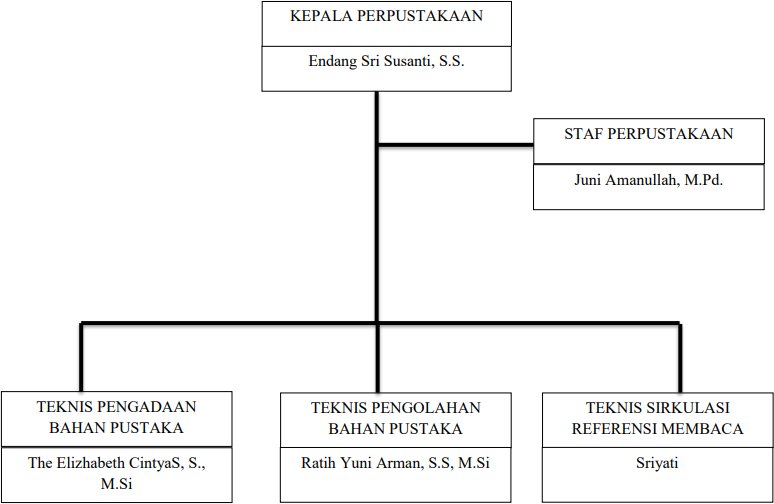 KEPALA PERPUSTAKAAN
Endang Sri Susanti, S.S.
STAF PERPUSTAKAAN
Juni Amanullah, M.Pd.
TEKNIS PENGADAAN
BAHAN PUSTAKA
The Elizhabeth CintyaS, S.,
M.Si
TEKNIS PENGOLAHAN
BAHAN PUSTAKA
Ratih Yuni Arman, S.S, M.Si
TEKNIS SIRKULASI
REFERENSI MEMBACA
Sriyati